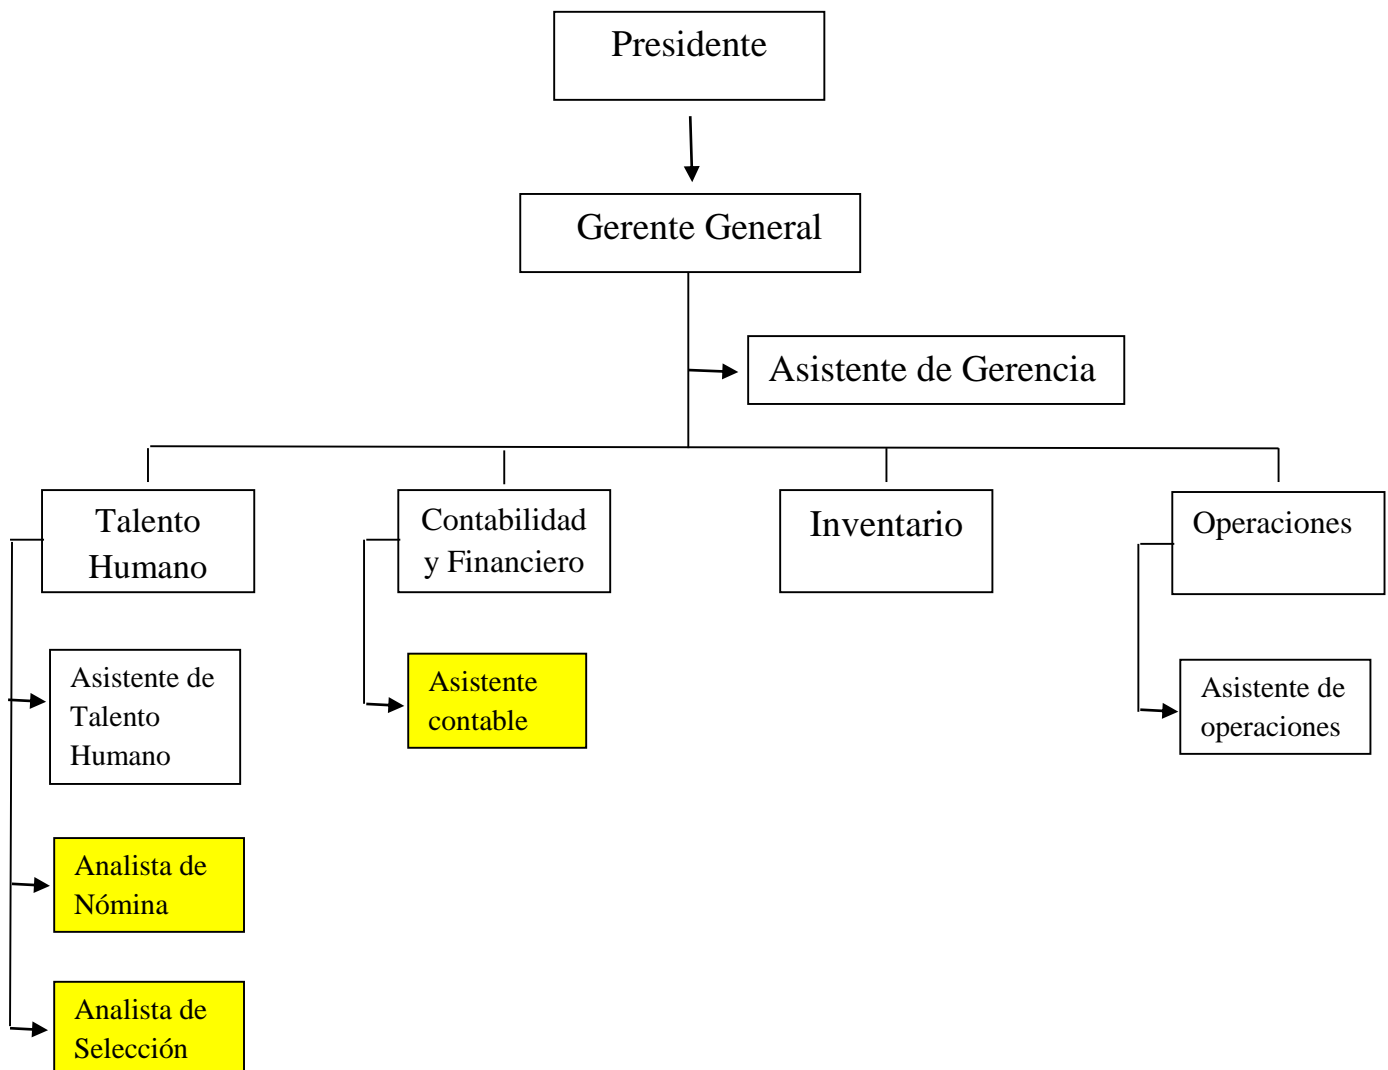 Presidente
Gerente General
Asistente de Gerencia
Talento
Humano
Contabilidad
y Financiero
Inventario
Operaciones
Asistente de
Talento
Humano
Asistente
contable
Asistente de
operaciones
Analista de
Nómina
Analista de
Selección